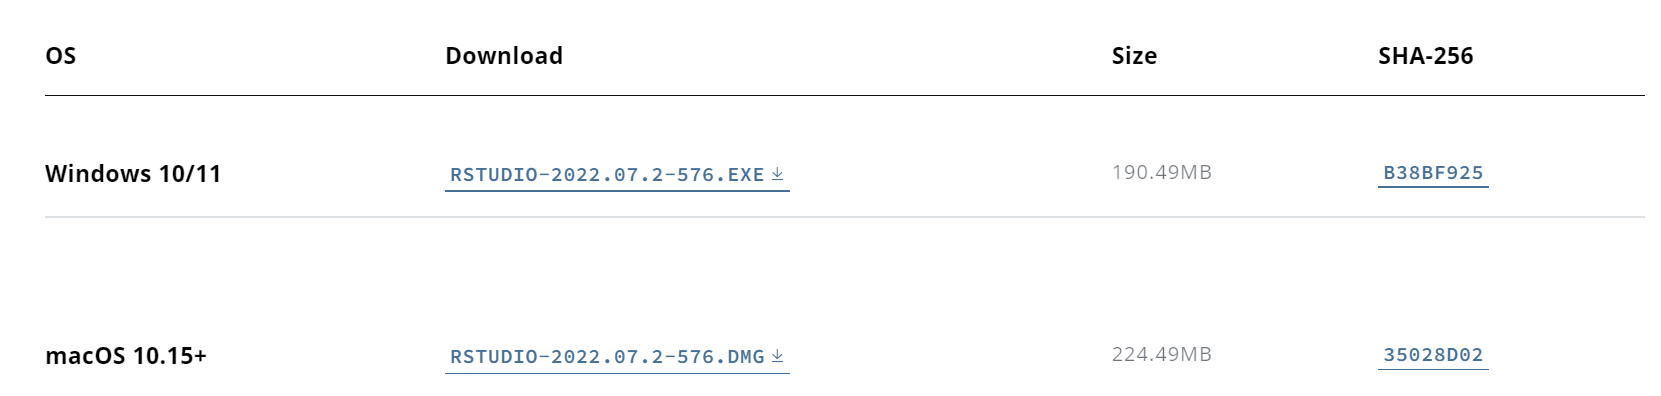 OS Download Size SHA-256
Windows 10/11 RSTUDIO-2022.07.2-576.EXE 190.49MB B38BF925
macOS 10.15+ RSTUDIO-2022.07.2-576.DMG 224.49MB 35028D02